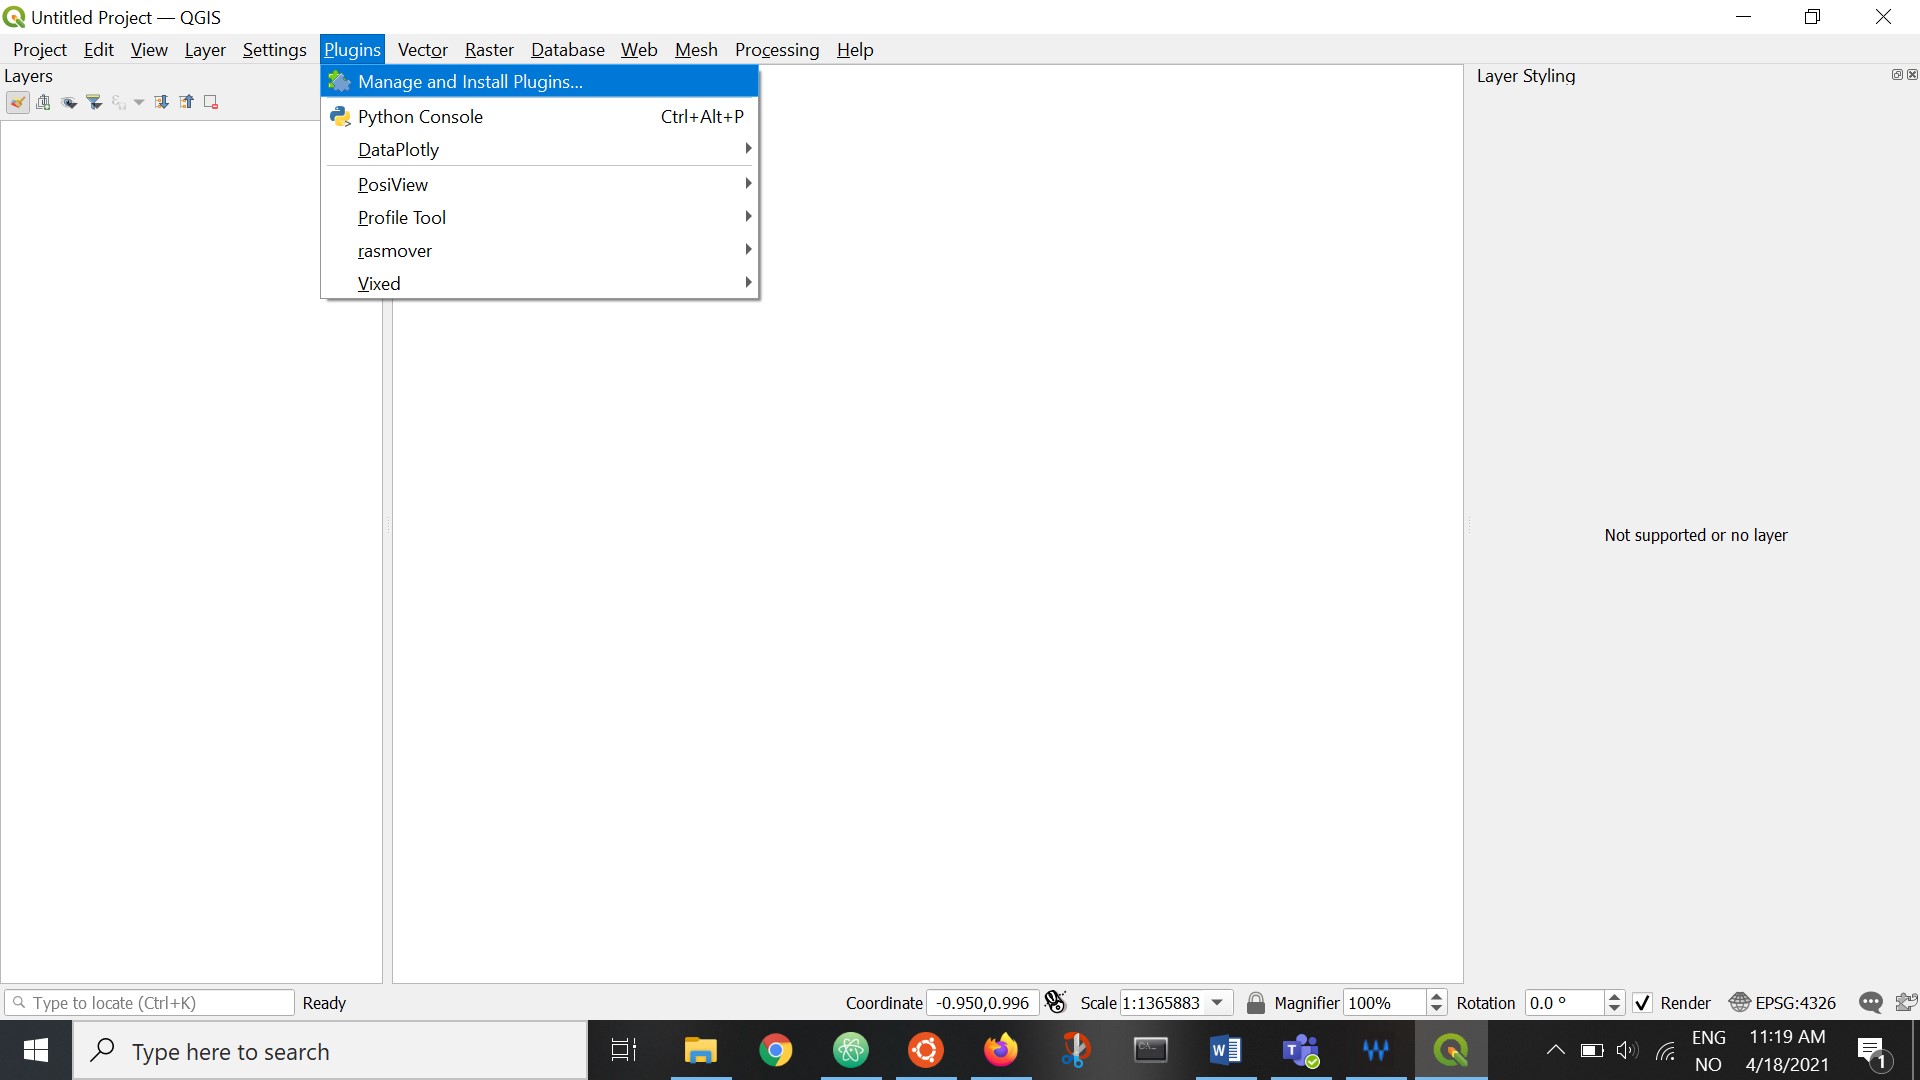 Untitled Project — QGIS
Project Edit View Layer Settings Plugins Vector Raster Database Web Mesh Processing Help
Layers
Manage and Install Plugins...
Python Console Ctrl+Alt+P
DataPlotly
PosiView
Profile Tool
rasmover
Vixed
Layer Styling
Not supported or no layer
Type to locate (Ctrl+K) Ready Coordinate -0.950,0.996 Scale 1:1365883 Magnifier 100% Rotation 0.0 ° Render EPSG:4326
Type here to search
ENG
NO
11:19 AM
4/18/2021
1